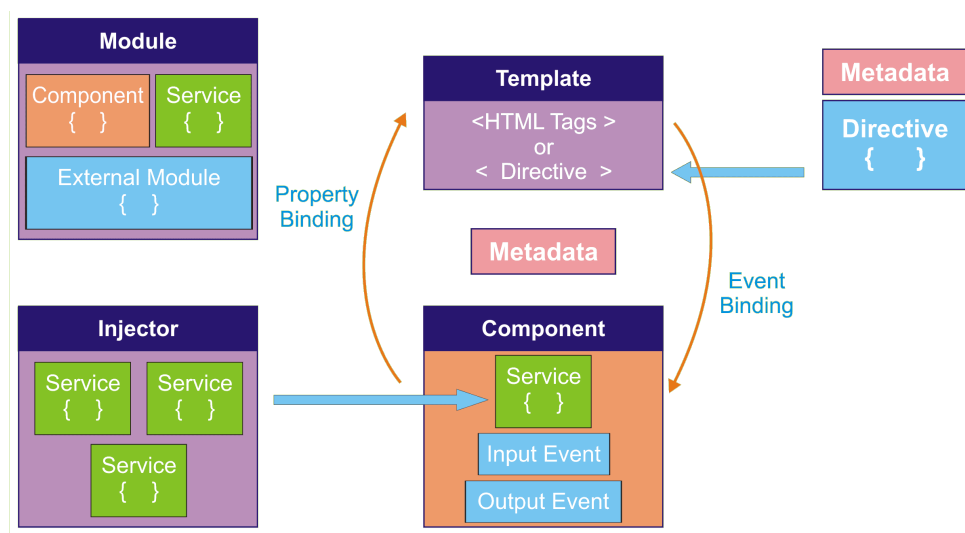 Module
Component
{ }
Service
{ }
External Module
{ }
Property
Binding
Template
<HTML Tags >
or
< Directive >
Metadata
Metadata
Directive
{ }
Event
Binding
Injector
Service
{ }
Service
{ }
Service
{ }
Component
Service
{ }
Input Event
Output Event